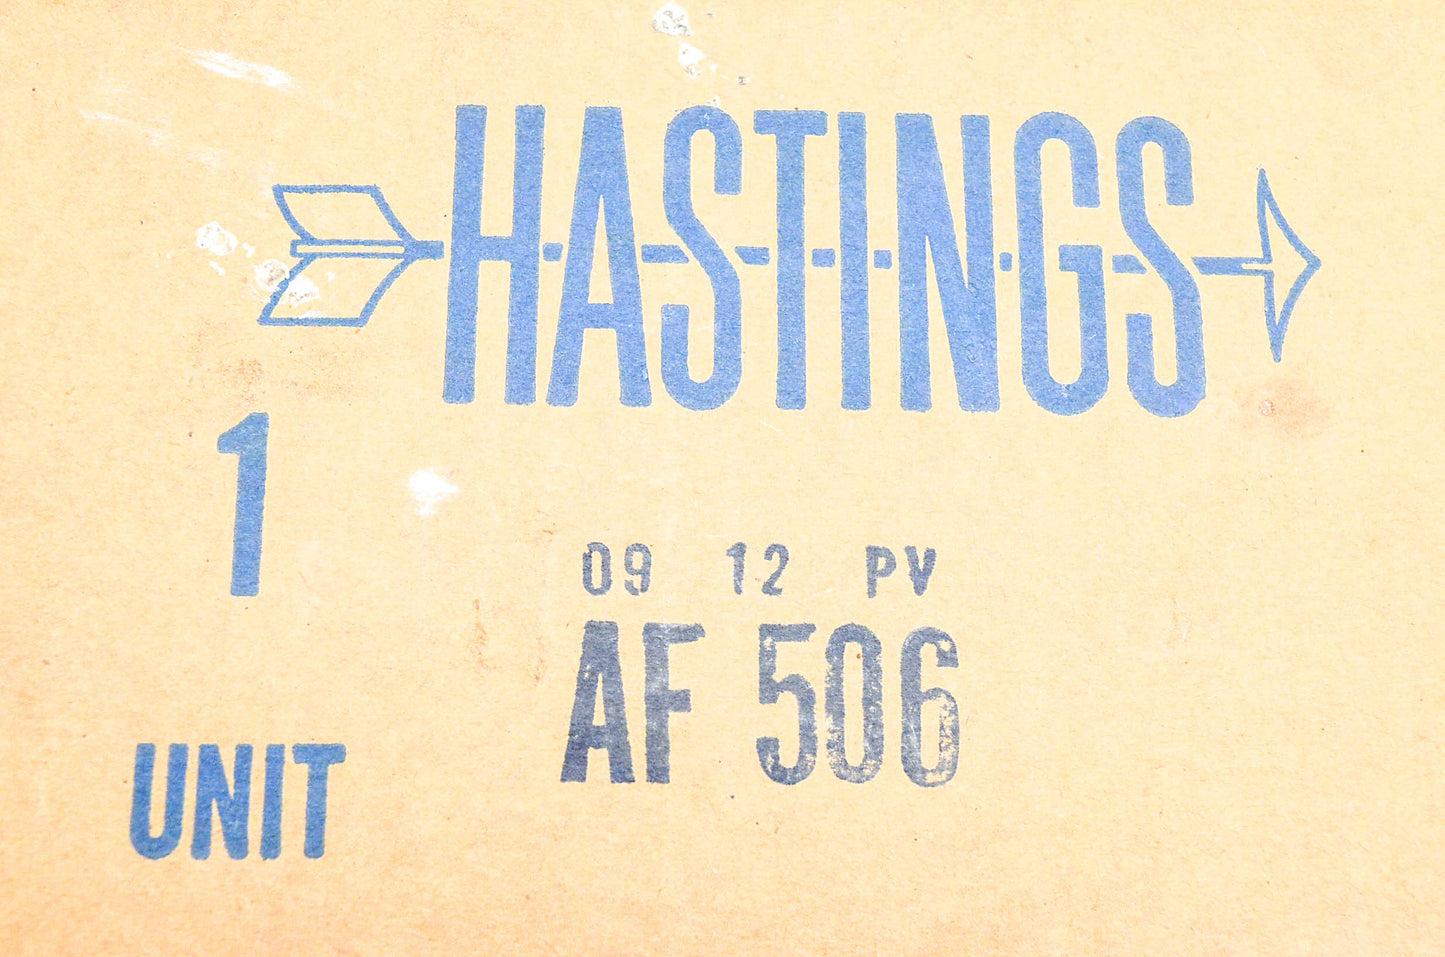 HASTINGS
1
09 12 PV
AF 506
UNIT